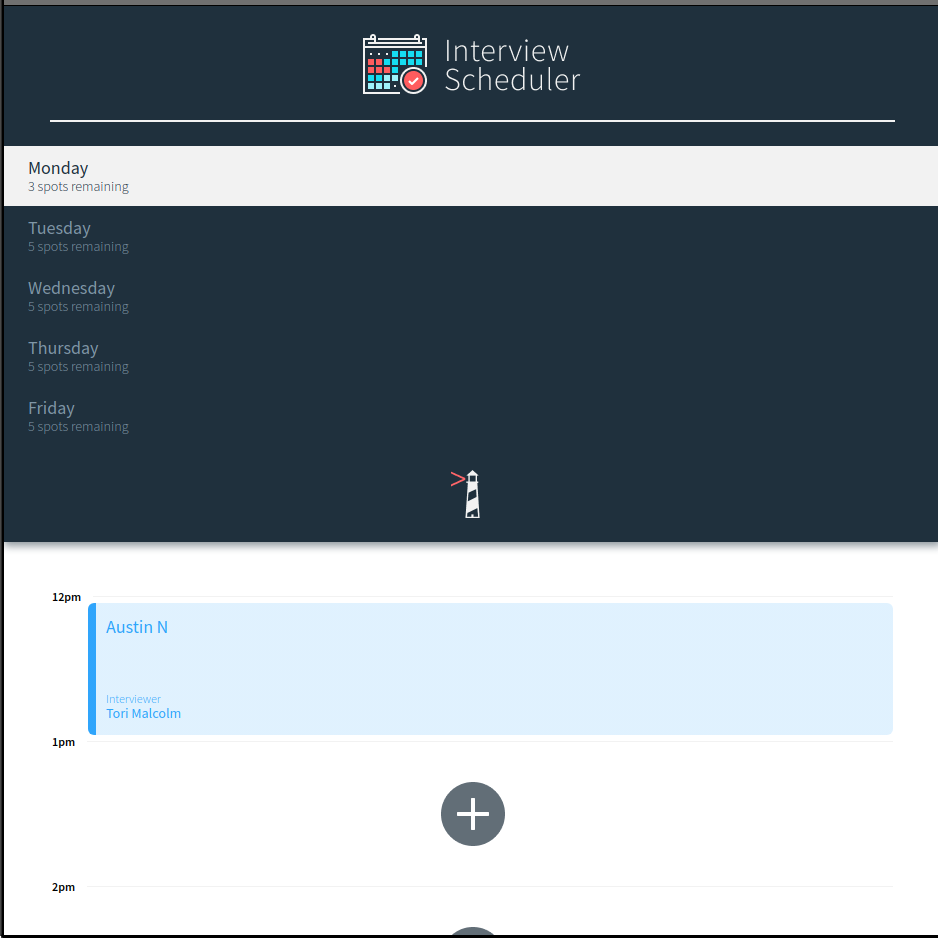 Interview
Scheduler
Monday
3 spots remaining
Tuesday
5 spots remaining
Wednesday
5 spots remaining
Thursday
5 spots remaining
Friday
5 spots remaining
12pm
Austin N
Interviewer
Tori Malcolm
1pm
2pm